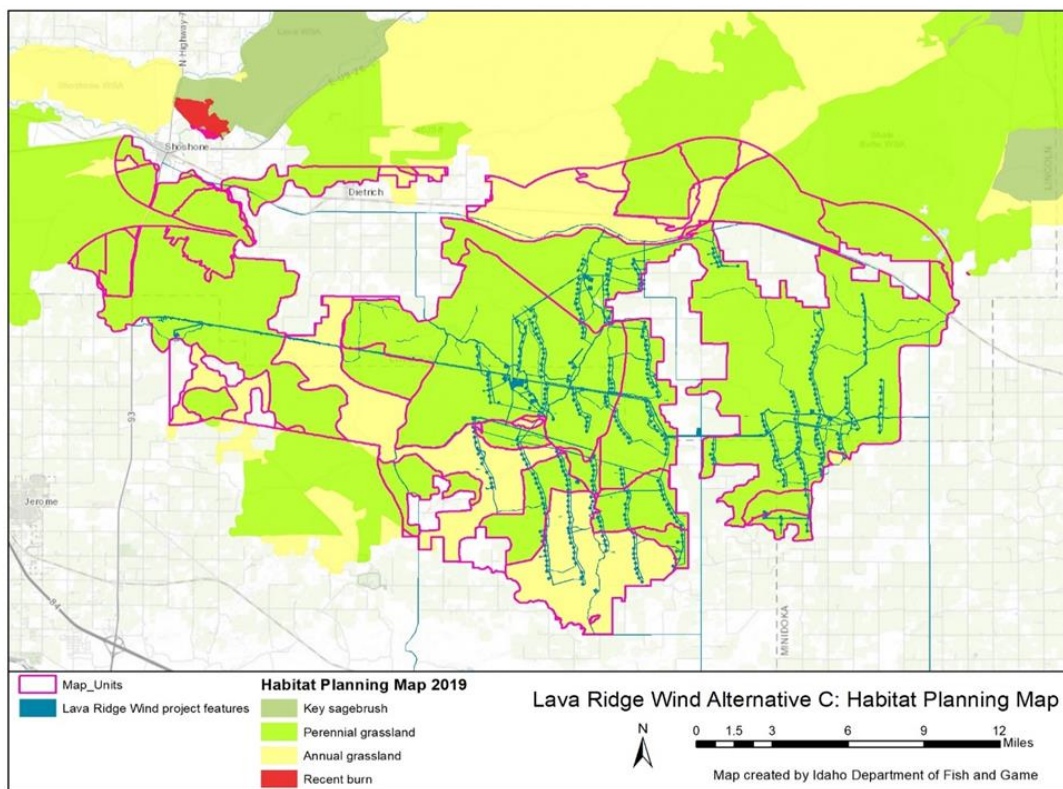 N Highway-7
Shoshone
Dietrich
LINCOLN
93
Jerome
84
MINIDOKA
Map_Units
Lava Ridge Wind project features
Habitat Planning Map 2019
Key sagebrush
Perennial grassland
Annual grassland
Recent burn
Lava Ridge Wind Alternative C: Habitat Planning Map
N
0 1.5 3 6 9 12
Miles
Map created by Idaho Department of Fish and Game